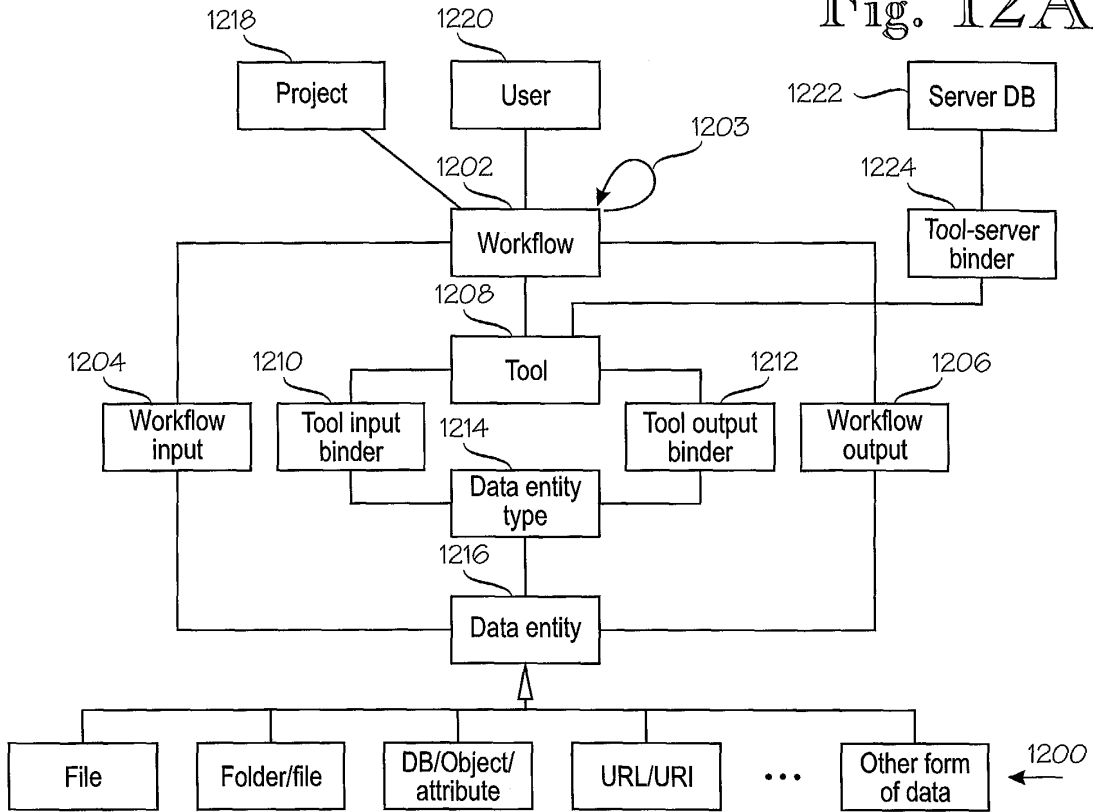 Fig. 12A
1218
1220
Project
User
1222
Server DB
1203
1202
1224
Workflow
Tool-server
binder
1208
1204
1210
Tool
1212
1206
Workflow
input
Tool input
binder
1214
Tool output
binder
Workflow
output
Data entity
type
1216
Data entity
File
Folder/file
DB/Object/
attribute
URL/URI
...
Other form
of data
1200